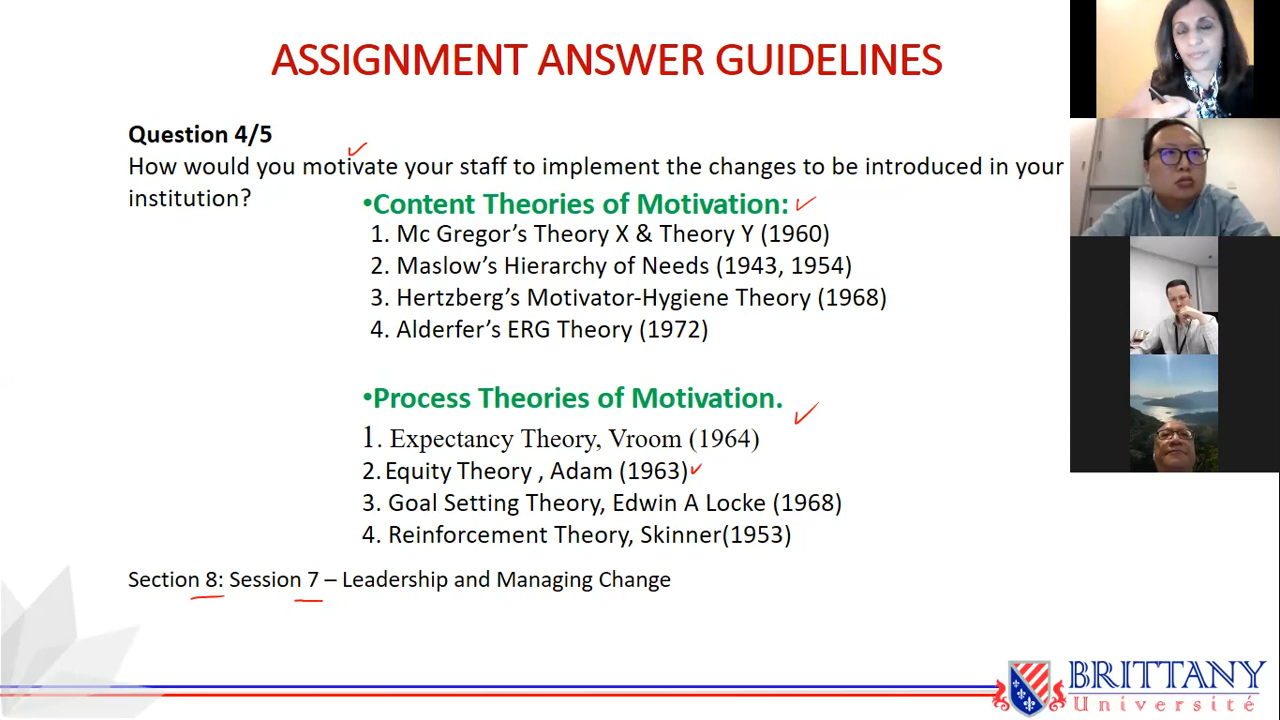 ASSIGNMENT ANSWER GUIDELINES
Question 4/5
How would you motivate your staff to implement the changes to be introduced in your
institution?
•Content Theories of Motivation:
1. Mc Gregor’s Theory X & Theory Y (1960)
2. Maslow’s Hierarchy of Needs (1943, 1954)
3. Hertzberg’s Motivator-Hygiene Theory (1968)
4. Alderfer’s ERG Theory (1972)
•Process Theories of Motivation.
1. Expectancy Theory, Vroom (1964)
2. Equity Theory , Adam (1963)
3. Goal Setting Theory, Edwin A Locke (1968)
4. Reinforcement Theory, Skinner(1953)
Section 8: Session 7 – Leadership and Managing Change
BRITTANY
Université